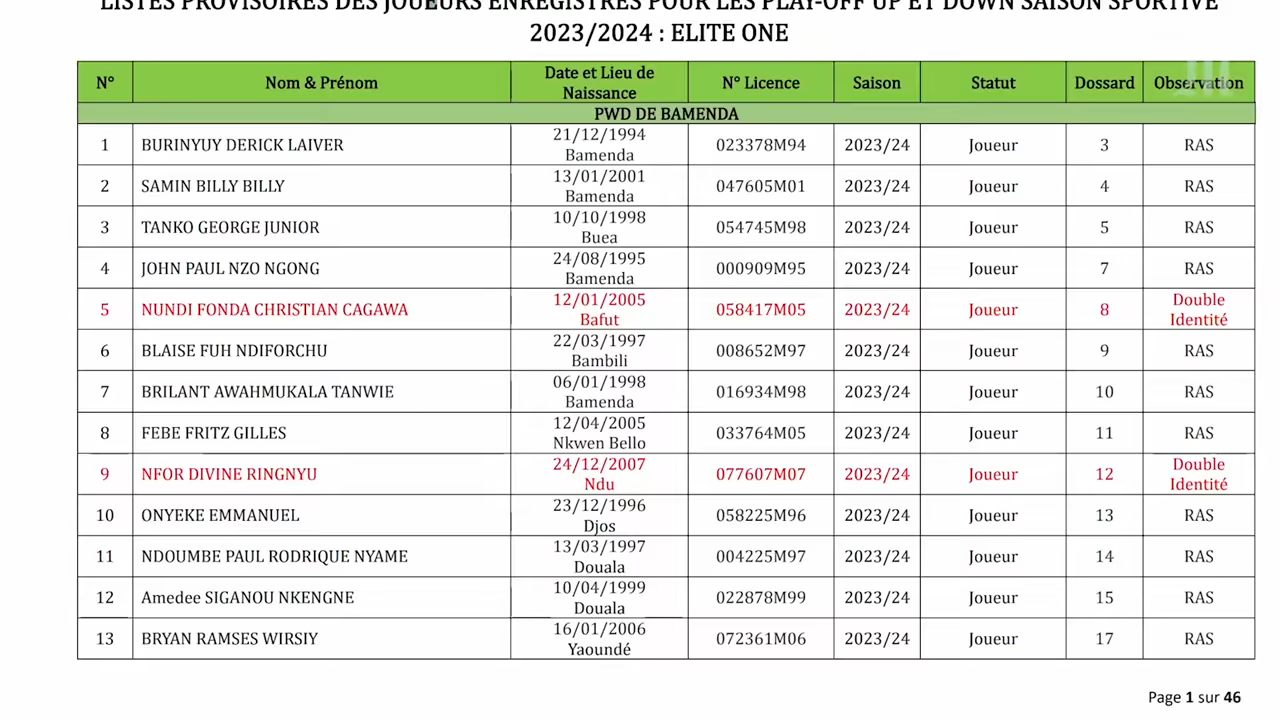 LISTES PROVISOIRES DES JOUEURS ENREGISTRES POUR LES PLAY-OFF UP ET DOWN SAISON SPORTIVE
2023/2024 : ELITE ONE
N° Nom & Prénom Date et Lieu de Naissance N° Licence Saison Statut Dossard Observation
PWD DE BAMENDA
1 BURINYUY DERICK LAIVER 21/12/1994 Bamenda 023378M94 2023/24 Joueur 3 RAS
2 SAMIN BILLY BILLY 13/01/2001 Bamenda 047605M01 2023/24 Joueur 4 RAS
3 TANKO GEORGE JUNIOR 10/10/1998 Buea 054745M98 2023/24 Joueur 5 RAS
4 JOHN PAUL NZO NGONG 24/08/1995 Bamenda 000909M95 2023/24 Joueur 7 RAS
5 NUNDI FONDA CHRISTIAN CAGAWA 12/01/2005 Bafut 058417M05 2023/24 Joueur 8 Double Identité
6 BLAISE FUH NDIFORCHU 22/03/1997 Bambili 008652M97 2023/24 Joueur 9 RAS
7 BRILANT AWAHMUKALA TANWIE 06/01/1998 Bamenda 016934M98 2023/24 Joueur 10 RAS
8 FEBE FRITZ GILLES 12/04/2005 Nkwen Bello 033764M05 2023/24 Joueur 11 RAS
9 NFOR DIVINE RINGNYU 24/12/2007 Ndu 077607M07 2023/24 Joueur 12 Double Identité
10 ONYEKE EMMANUEL 23/12/1996 Djos 058225M96 2023/24 Joueur 13 RAS
11 NDOUMBE PAUL RODRIQUE NYAME 13/03/1997 Douala 004225M97 2023/24 Joueur 14 RAS
12 Amedee SIGANOU NKENGNE 10/04/1999 Douala 022878M99 2023/24 Joueur 15 RAS
13 BRYAN RAMSES WIRSIY 16/01/2006 Yaoundé 072361M06 2023/24 Joueur 17 RAS
Page 1 sur 46